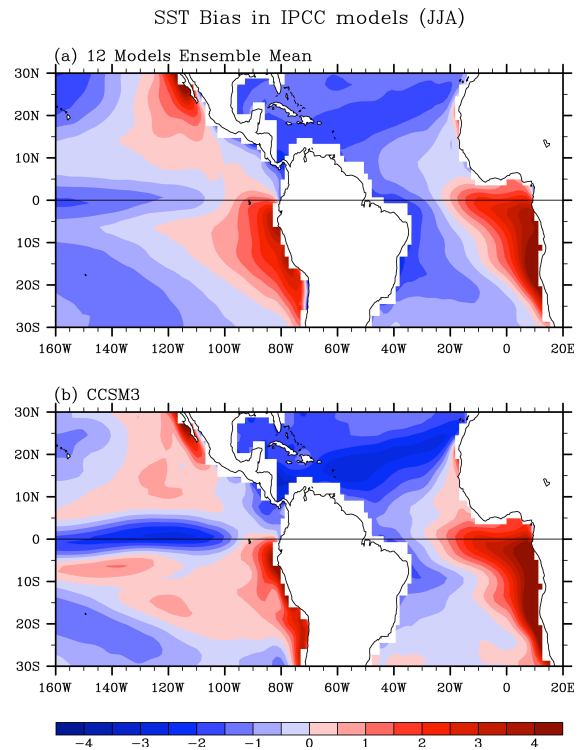 SST Bias in IPCC models (JJA)
(a) 12 Models Ensemble Mean
30N
20N
10N
0
10S
20S
30S
160W 140W 120W 100W 80W 60W 40W 20W 0 20E
(b) CCSM3
30N
20N
10N
0
10S
20S
30S
160W 140W 120W 100W 80W 60W 40W 20W 0 20E
-4 -3 -2 -1 0 1 2 3 4